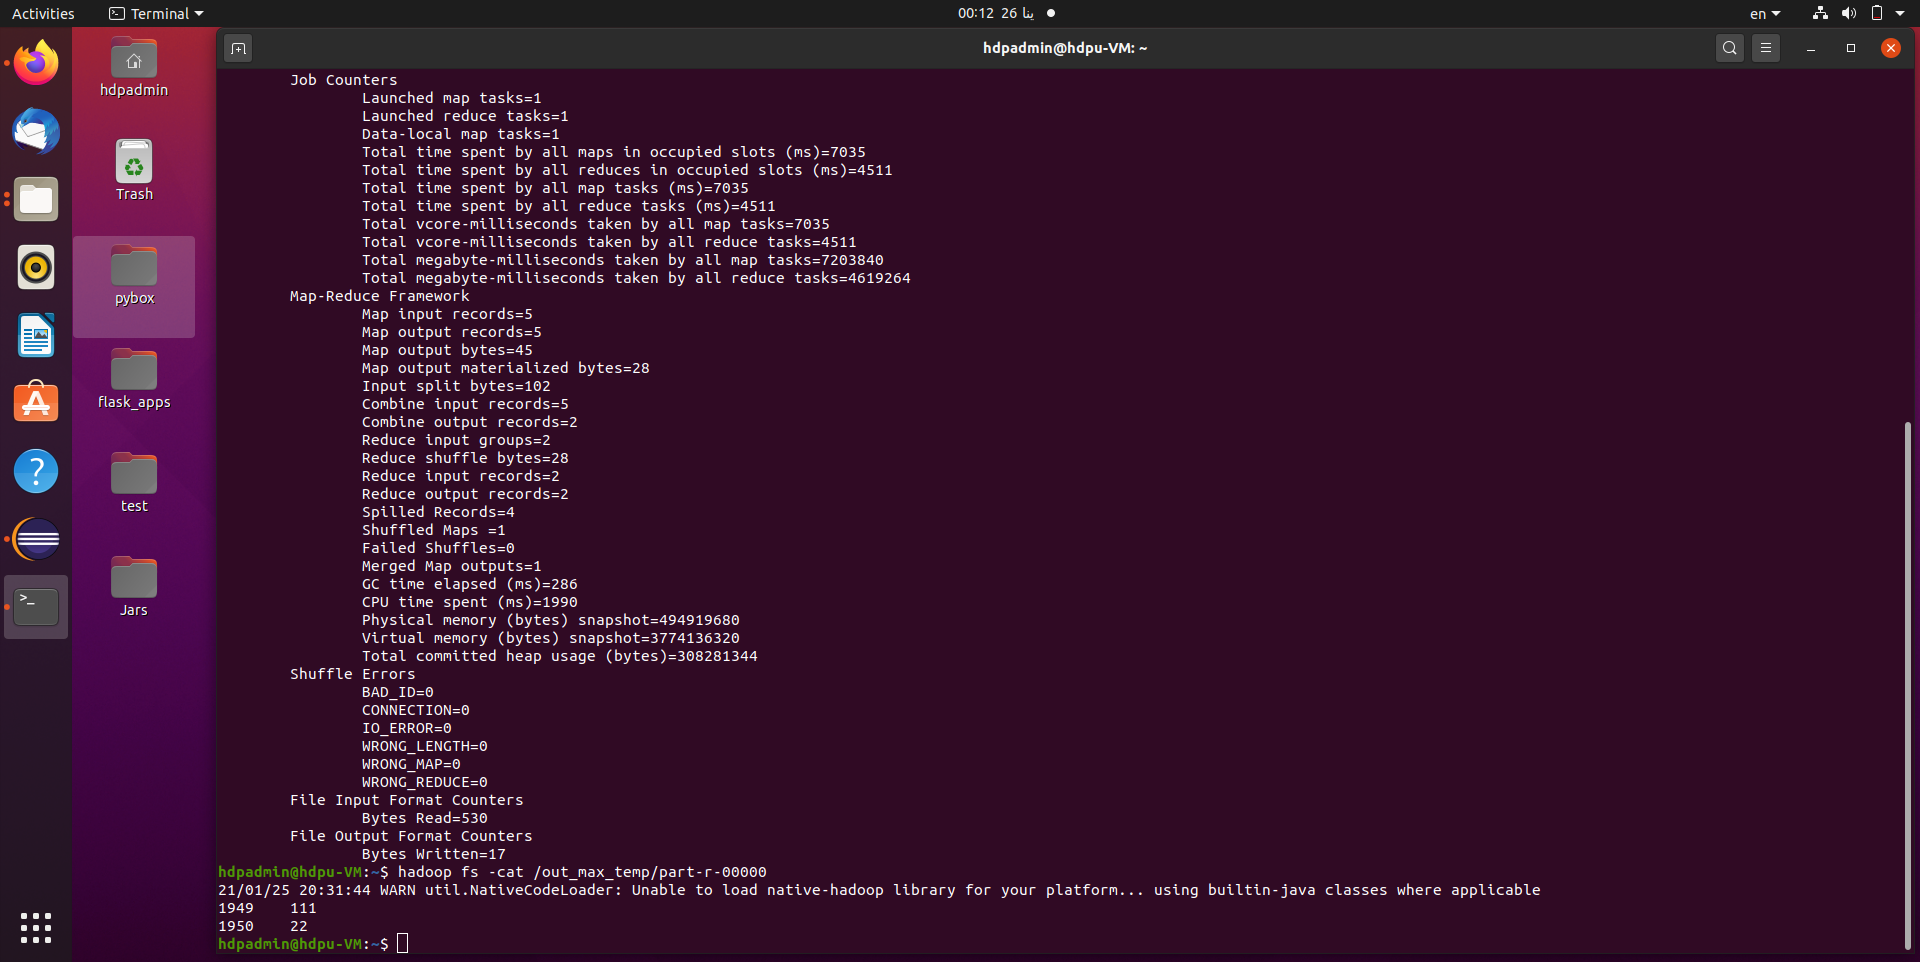 Activities
Terminal
00:12 26 ينا
en
hdpadmin@hdpu-VM: ~
hdpadmin
Trash
pybox
flask_apps
test
Jars
Job Counters
Launched map tasks=1
Launched reduce tasks=1
Data-local map tasks=1
Total time spent by all maps in occupied slots (ms)=7035
Total time spent by all reduces in occupied slots (ms)=4511
Total time spent by all map tasks (ms)=7035
Total time spent by all reduce tasks (ms)=4511
Total vcore-milliseconds taken by all map tasks=7035
Total vcore-milliseconds taken by all reduce tasks=4511
Total megabyte-milliseconds taken by all map tasks=7203840
Total megabyte-milliseconds taken by all reduce tasks=4619264
Map-Reduce Framework
Map input records=5
Map output records=5
Map output bytes=45
Map output materialized bytes=28
Input split bytes=102
Combine input records=5
Combine output records=2
Reduce input groups=2
Reduce shuffle bytes=28
Reduce input records=2
Reduce output records=2
Spilled Records=4
Shuffled Maps =1
Failed Shuffles=0
Merged Map outputs=1
GC time elapsed (ms)=286
CPU time spent (ms)=1990
Physical memory (bytes) snapshot=494919680
Virtual memory (bytes) snapshot=3774136320
Total committed heap usage (bytes)=308281344
Shuffle Errors
BAD_ID=0
CONNECTION=0
IO_ERROR=0
WRONG_LENGTH=0
WRONG_MAP=0
WRONG_REDUCE=0
File Input Format Counters
Bytes Read=530
File Output Format Counters
Bytes Written=17
hdpadmin@hdpu-VM:~$ hadoop fs -cat /out_max_temp/part-r-00000
21/01/25 20:31:44 WARN util.NativeCodeLoader: Unable to load native-hadoop library for your platform... using builtin-java classes where applicable
1949 111
1950 22
hdpadmin@hdpu-VM:~$